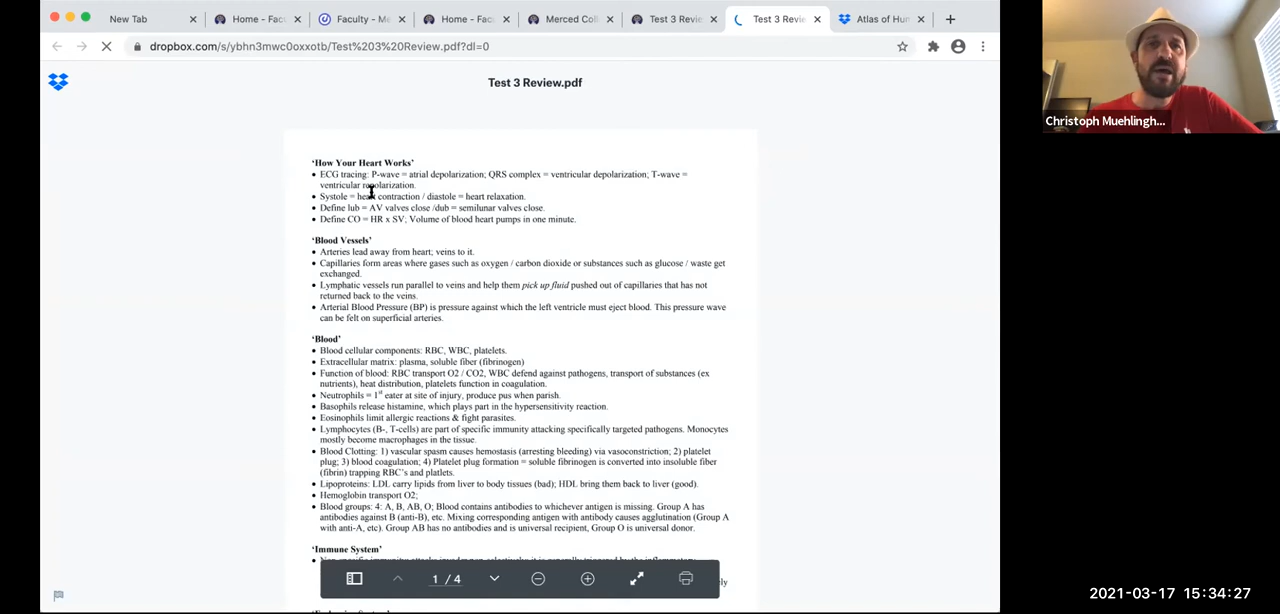 New Tab
Home - Facu
Faculty - Me
Home - Facu
Merced Coll
Test 3 Revie
Test 3 Revie
Atlas of Hum
dropbox.com/s/ybhn3mwc0oxxotb/Test%203%20Review.pdf?dl=0
Test 3 Review.pdf
Christoph Muehlingh...
'How Your Heart Works'
• ECG tracing: P-wave = atrial depolarization; QRS complex = ventricular depolarization; T-wave =
ventricular repolarization.
• Systole = heart contraction / diastole = heart relaxation.
• Define lub = AV valves close /dub = semilunar valves close.
• Define CO = HR x SV; Volume of blood heart pumps in one minute.
'Blood Vessels'
• Arteries lead away from heart; veins to it.
• Capillaries form areas where gases such as oxygen / carbon dioxide or substances such as glucose / waste get
exchanged.
• Lymphatic vessels run parallel to veins and help them pick up fluid pushed out of capillaries that has not
returned back to the veins.
• Arterial Blood Pressure (BP) is pressure against which the left ventricle must eject blood. This pressure wave
can be felt on superficial arteries.
'Blood'
• Blood cellular components: RBC, WBC, platelets.
• Extracellular matrix: plasma, soluble fiber (fibrinogen)
• Function of blood: RBC transport O2 / CO2, WBC defend against pathogens, transport of substances (ex
nutrients), heat distribution, platelets function in coagulation.
• Neutrophils = 1st eater at site of injury, produce pus when parish.
• Basophils release histamine, which plays part in the hypersensitivity reaction.
• Eosinophils limit allergic reactions & fight parasites.
• Lymphocytes (B-, T-cells) are part of specific immunity attacking specifically targeted pathogens. Monocytes
mostly become macrophages in the tissue.
• Blood Clotting: 1) vascular spasm causes hemostasis (arresting bleeding) via vasoconstriction; 2) platelet
plug; 3) blood coagulation; 4) Platelet plug formation = soluble fibrinogen is converted into insoluble fiber
(fibrin) trapping RBC's and platlets.
• Lipoproteins: LDL carry lipids from liver to body tissues (bad); HDL bring them back to liver (good).
• Hemoglobin transport O2;
• Blood groups: 4: A, B, AB, O; Blood contains antibodies to whichever antigen is missing. Group A has
antibodies against B (anti-B), etc. Mixing corresponding antigen with antibody causes agglutination (Group A
with anti-A, etc). Group AB has no antibodies and is universal recipient, Group O is universal donor.
'Immune System'
1 / 4
2021-03-17 15:34:27